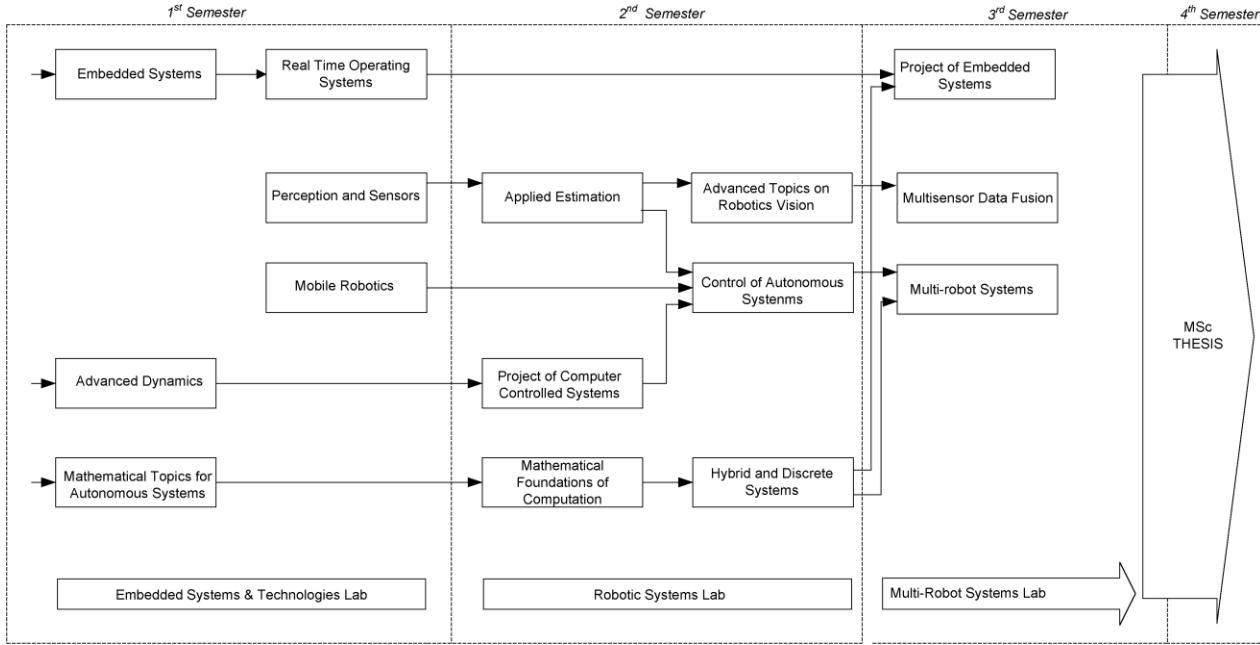 1st Semester
2nd Semester
3rd Semester
4th Semester
Embedded Systems
Real Time Operating
Systems
Project of Embedded
Systems
Perception and Sensors
Applied Estimation
Advanced Topics on
Robotics Vision
Multisensor Data Fusion
Mobile Robotics
Control of Autonomous
Systenms
Multi-robot Systems
MSc
THESIS
Advanced Dynamics
Project of Computer
Controlled Systems
Mathematical Topics for
Autonomous Systems
Mathematical
Foundations of
Computation
Hybrid and Discrete
Systems
Embedded Systems & Technologies Lab
Robotic Systems Lab
Multi-Robot Systems Lab